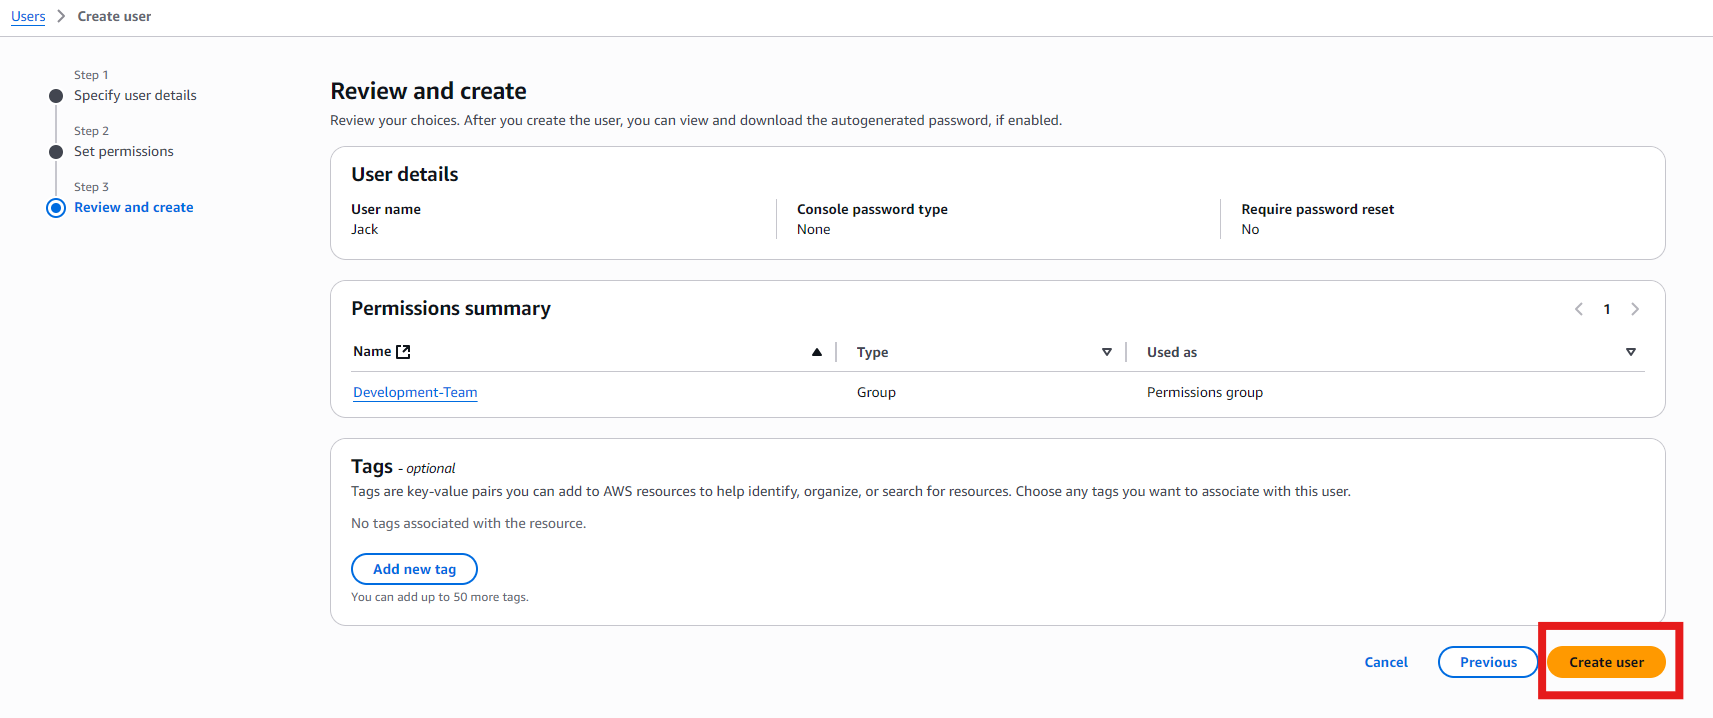 Users > Create user
Step 1
Specify user details
Step 2
Set permissions
Step 3
Review and create
Review and create
Review your choices. After you create the user, you can view and download the autogenerated password, if enabled.
User details
User name Console password type Require password reset
Jack None No
Permissions summary 1
Name Type Used as
Development-Team Group Permissions group
Tags - optional
Tags are key-value pairs you can add to AWS resources to help identify, organize, or search for resources. Choose any tags you want to associate with this user.
No tags associated with the resource.
Add new tag
You can add up to 50 more tags.
Cancel Previous Create user